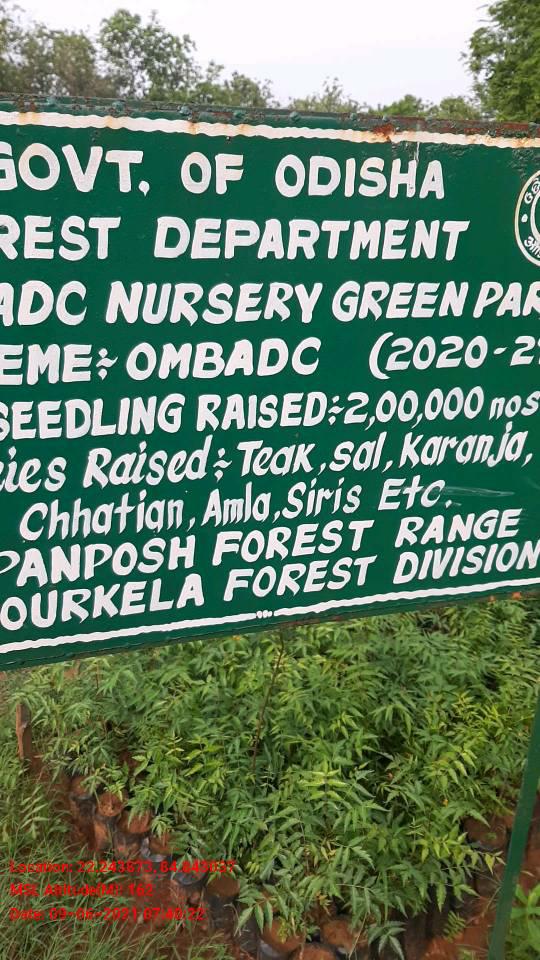 GOVT. OF ODISHA
REST DEPARTMENT
ADC NURSERY GREEN PAR
EME:- OMBADC (2020-21
SEEDLING RAISED:-2,00,000 nos
ies Raised:- Teak, sal, Karanja,
Chhatian, Amla, Siris Etc.
PANPOSH FOREST RANGE
OURKELA FOREST DIVISION
Location: 22.243873, 84.843037
MSL Altitude(M): 162
Date: 09-06-2021 07:40:22